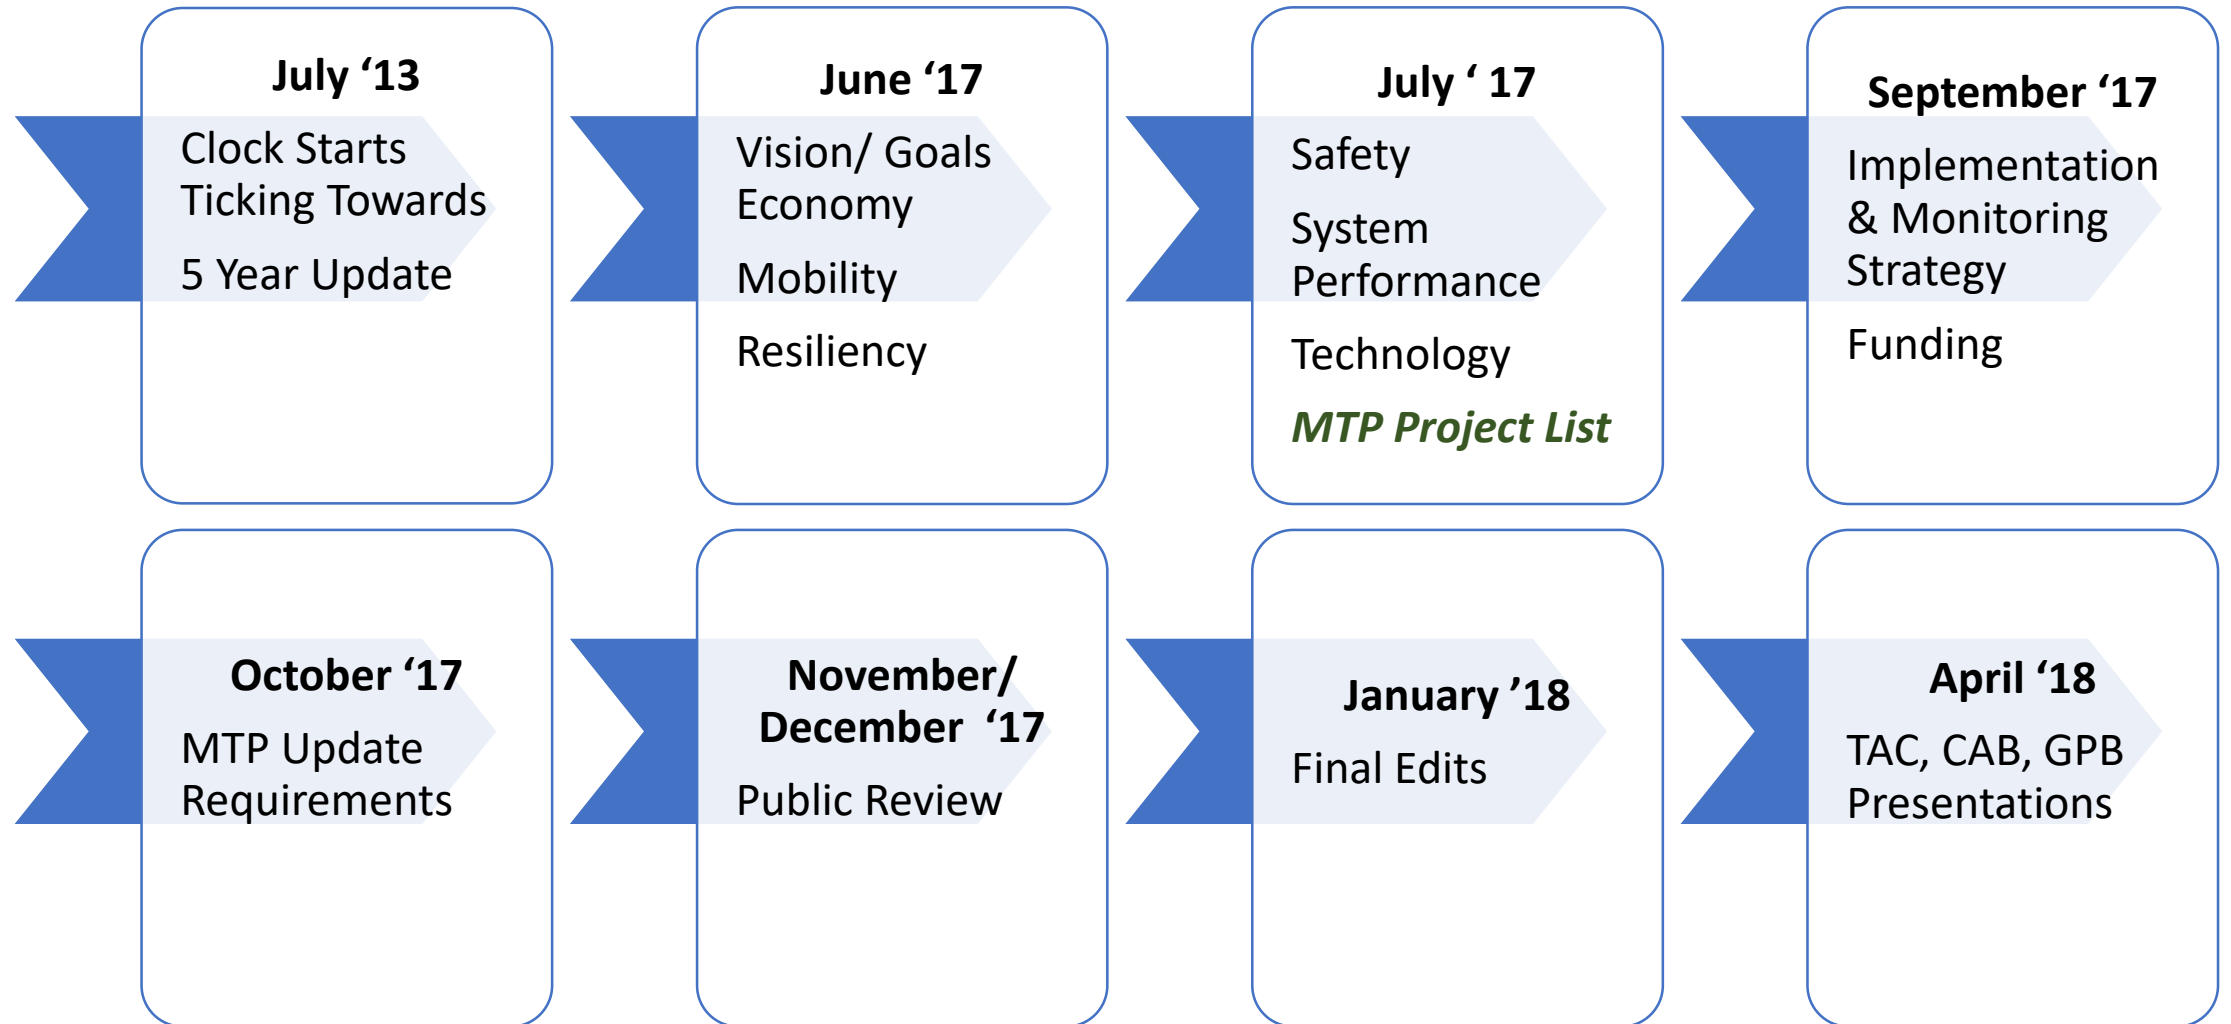 July ‘13
Clock Starts
Ticking Towards
5 Year Update
June ‘17
Vision/ Goals
Economy
Mobility
Resiliency
July ‘ 17
Safety
System
Performance
Technology
MTP Project List
September ‘17
Implementation
& Monitoring
Strategy
Funding
October ‘17
MTP Update
Requirements
November/
December  ‘17
Public Review
January ’18
Final Edits
April ‘18
TAC, CAB, GPB
Presentations